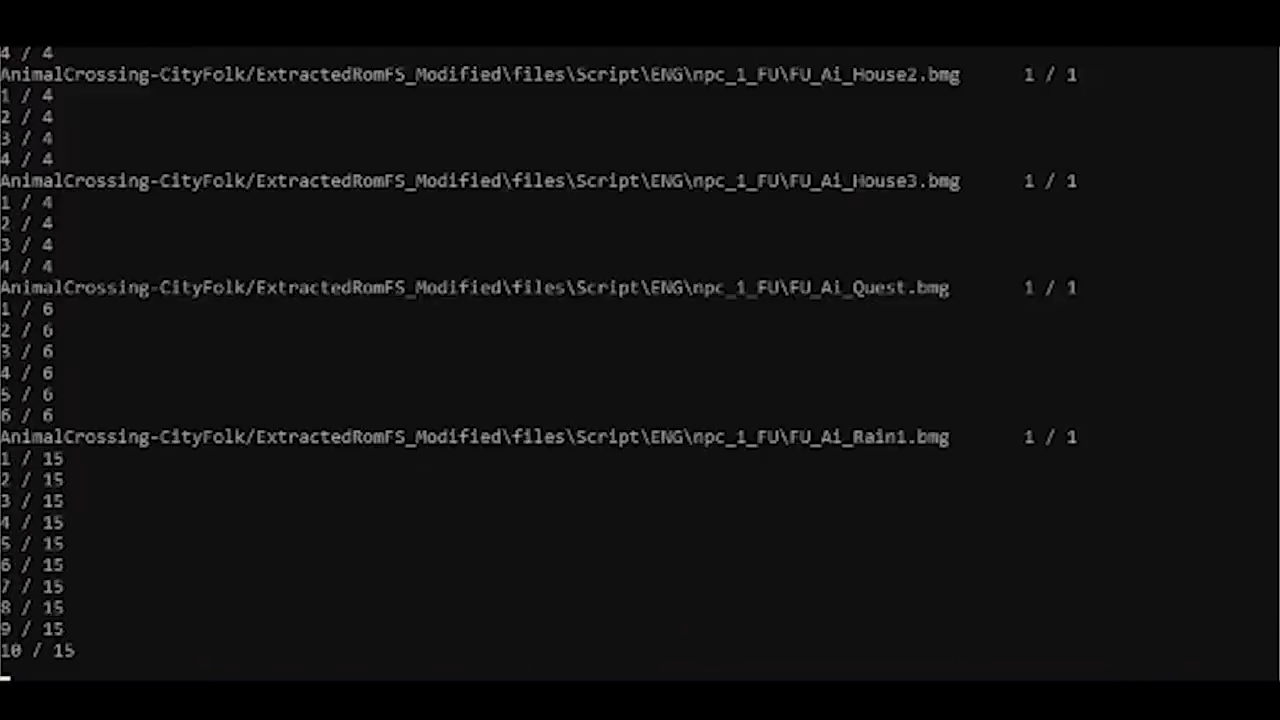 4 / 4
AnimalCrossing-CityFolk/ExtractedRomFS_Modified\files\Script\ENG\npc_1_FU\FU_Ai_House2.bmg 1 / 1
1 / 4
2 / 4
3 / 4
4 / 4
AnimalCrossing-CityFolk/ExtractedRomFS_Modified\files\Script\ENG\npc_1_FU\FU_Ai_House3.bmg 1 / 1
1 / 4
2 / 4
3 / 4
4 / 4
AnimalCrossing-CityFolk/ExtractedRomFS_Modified\files\Script\ENG\npc_1_FU\FU_Ai_Quest.bmg 1 / 1
1 / 6
2 / 6
3 / 6
4 / 6
5 / 6
6 / 6
AnimalCrossing-CityFolk/ExtractedRomFS_Modified\files\Script\ENG\npc_1_FU\FU_Ai_Rain1.bmg 1 / 1
1 / 15
2 / 15
3 / 15
4 / 15
5 / 15
6 / 15
7 / 15
8 / 15
9 / 15
10 / 15